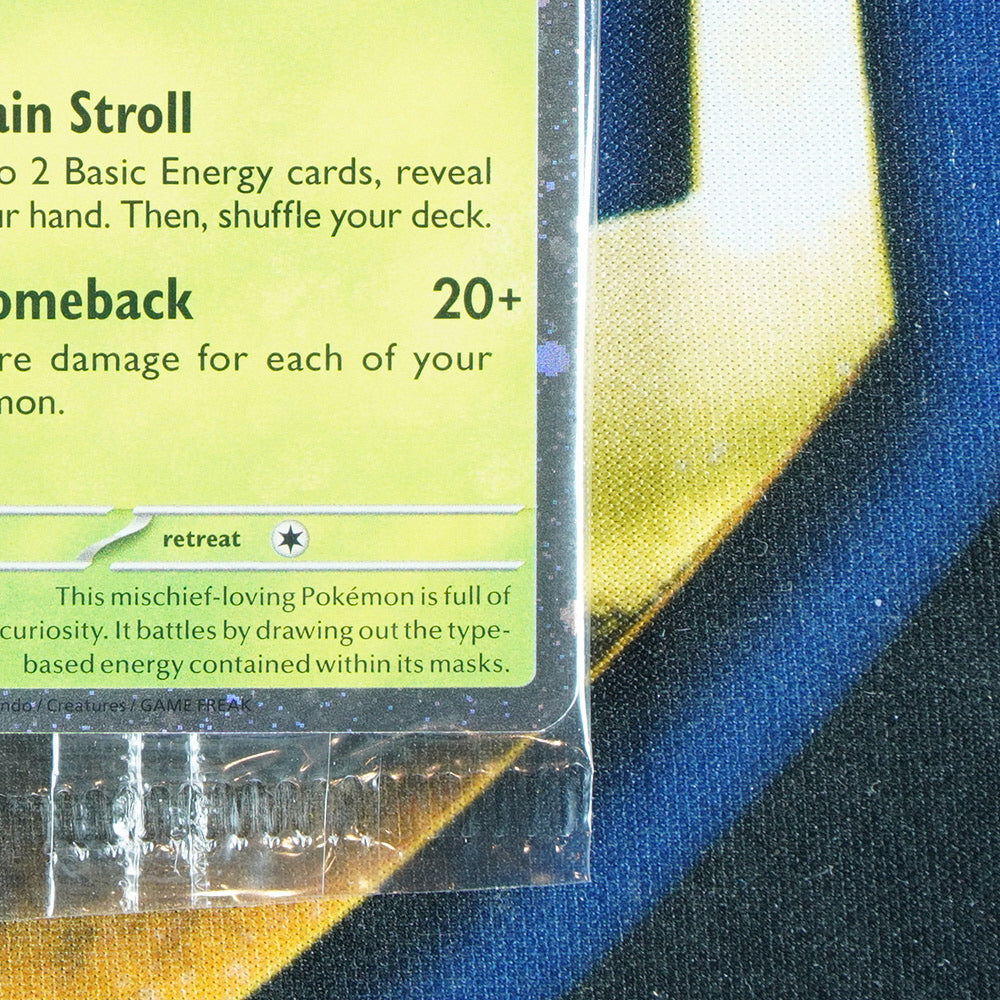 ain Stroll
o 2 Basic Energy cards, reveal
ur hand. Then, shuffle your deck.
omeback 20+
re damage for each of your
mon.
retreat
This mischief-loving Pokémon is full of
curiosity. It battles by drawing out the type-
based energy contained within its masks.
ndo / Creatures / GAME FREAK